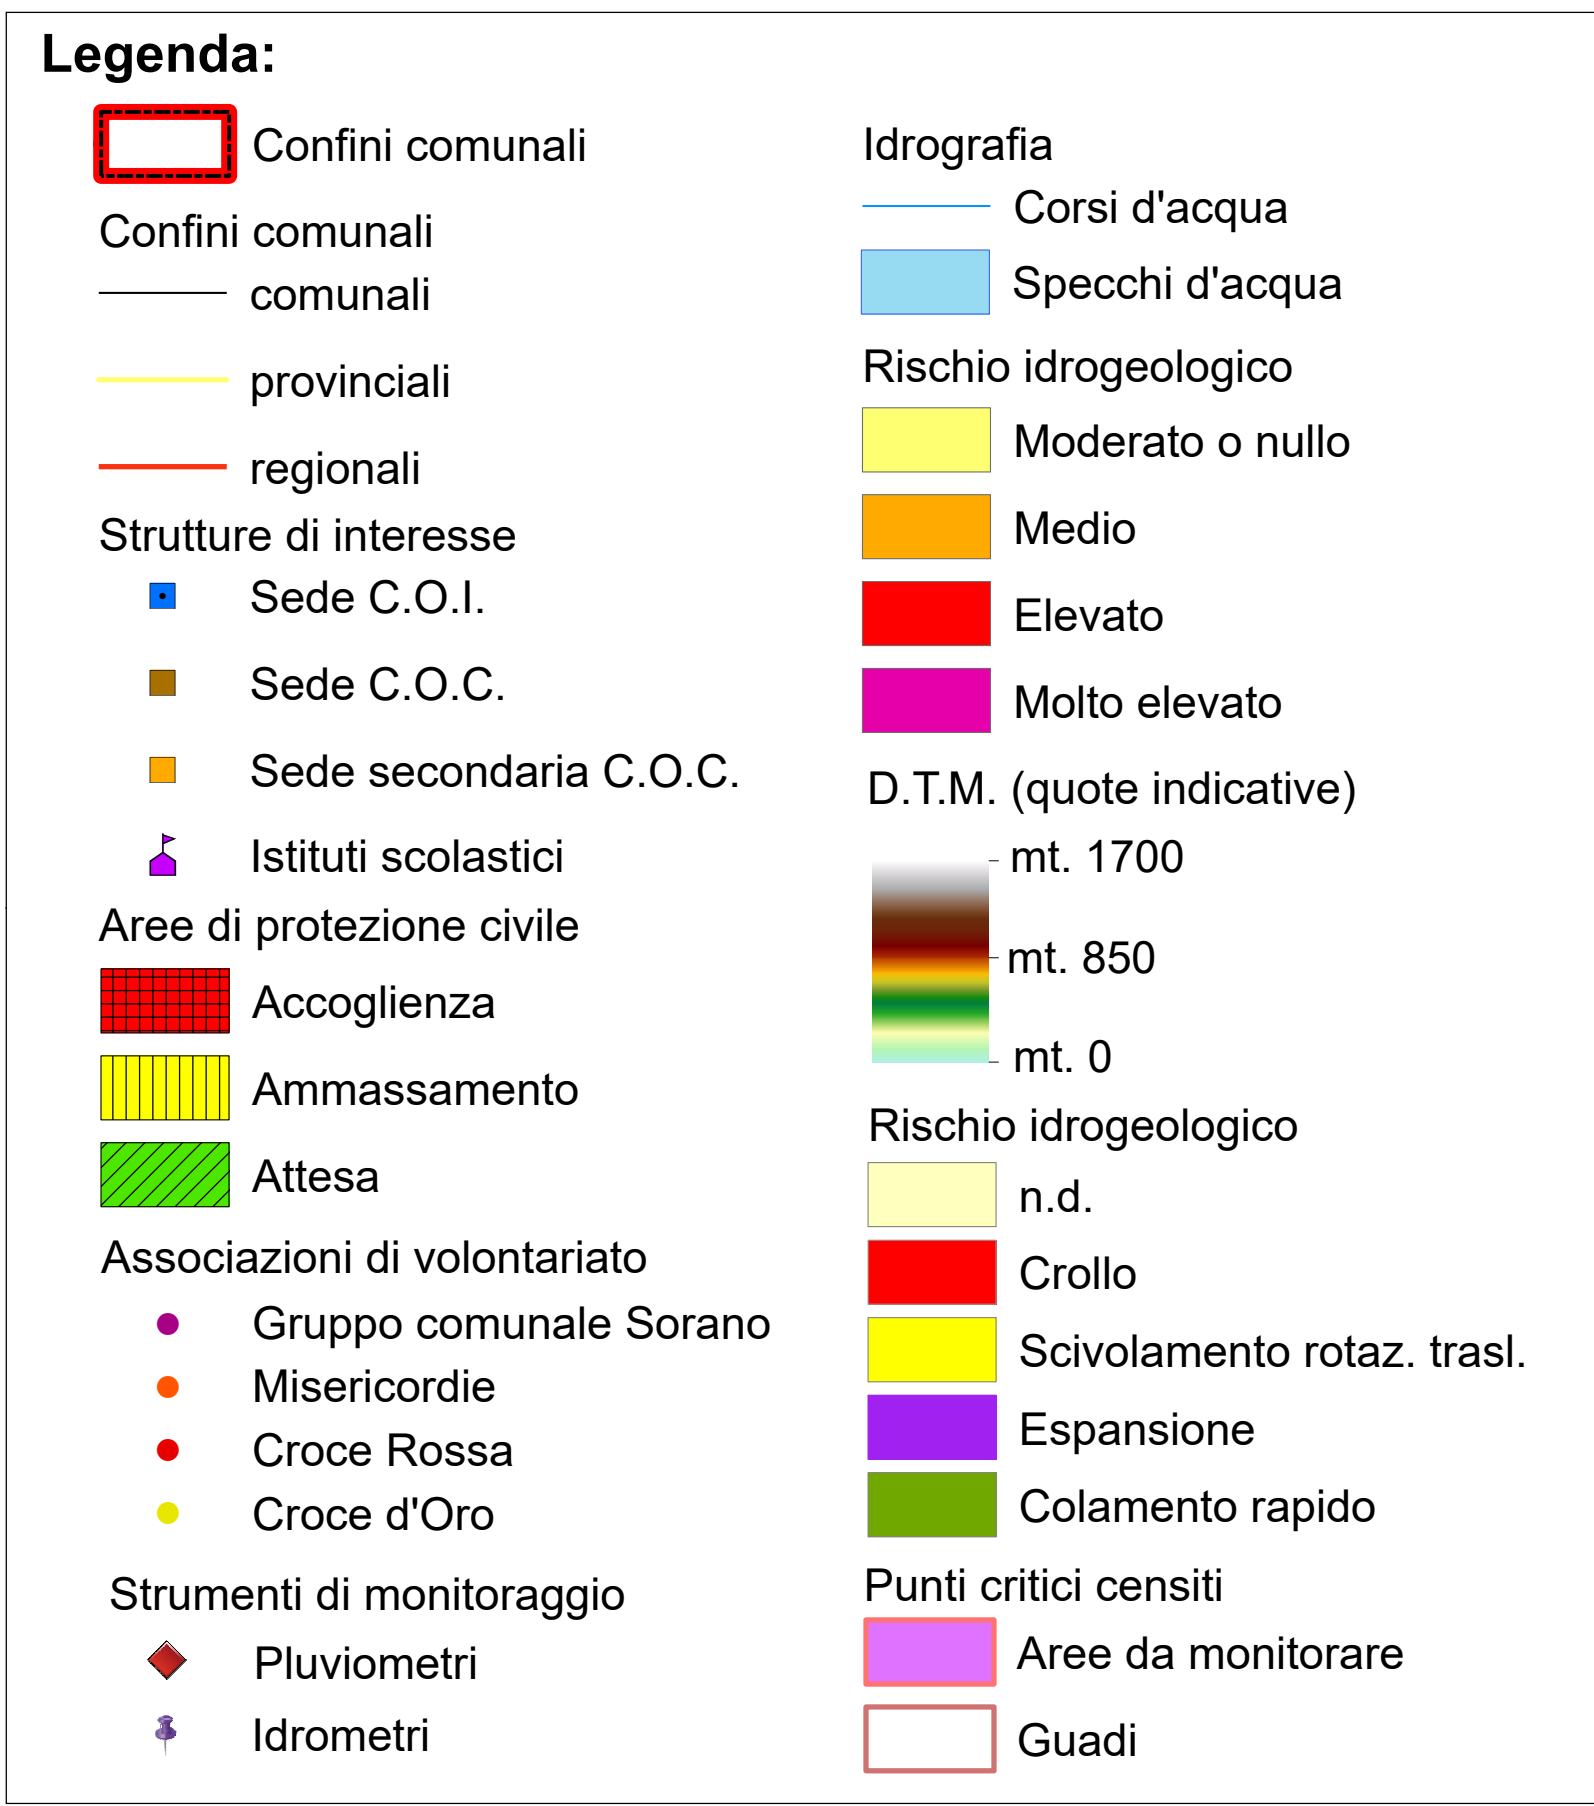 Legenda:
Confini comunali
Confini comunali
comunali
provinciali
regionali
Strutture di interesse
Sede C.O.I.
Sede C.O.C.
Sede secondaria C.O.C.
Istituti scolastici
Aree di protezione civile
Accoglienza
Ammassamento
Attesa
Associazioni di volontariato
Gruppo comunale Sorano
Misericordie
Croce Rossa
Croce d'Oro
Strumenti di monitoraggio
Pluviometri
Idrometri
Idrografia
Corsi d'acqua
Specchi d'acqua
Rischio idrogeologico
Moderato o nullo
Medio
Elevato
Molto elevato
D.T.M. (quote indicative)
mt. 1700
mt. 850
mt. 0
Rischio idrogeologico
n.d.
Crollo
Scivolamento rotaz. trasl.
Espansione
Colamento rapido
Punti critici censiti
Aree da monitorare
Guadi